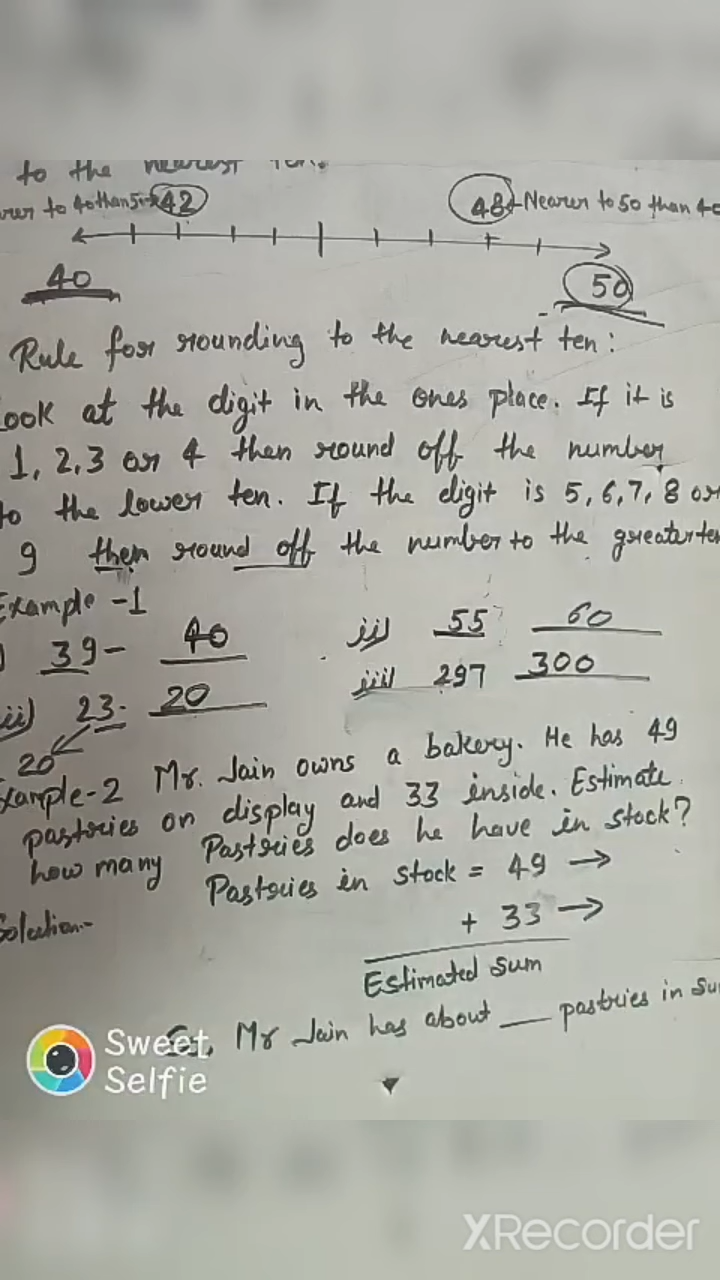 to the nearest ten.
to 40 than 50 42 48 Nearer to 50 than 40
40 50
Rule for rounding to the nearest ten:
Look at the digit in the ones place. If it is
1, 2, 3 or 4 then round off the number
to the lower ten. If the digit is 5, 6, 7, 8 or
9 then round off the number to the greater ten
Example -1
39- 40 ii) 55 60
ii) 23- 20 iii) 297 300
20
Example-2 Mr. Jain owns a bakery. He has 49
pastries on display and 33 inside. Estimate
how many Pastries does he have in stock?
Solution- Pastries in stock = 49 →
+ 33 →
Estimated sum
So, Mr Jain has about ___ pastries in
Sweet
Selfie
XRecorder